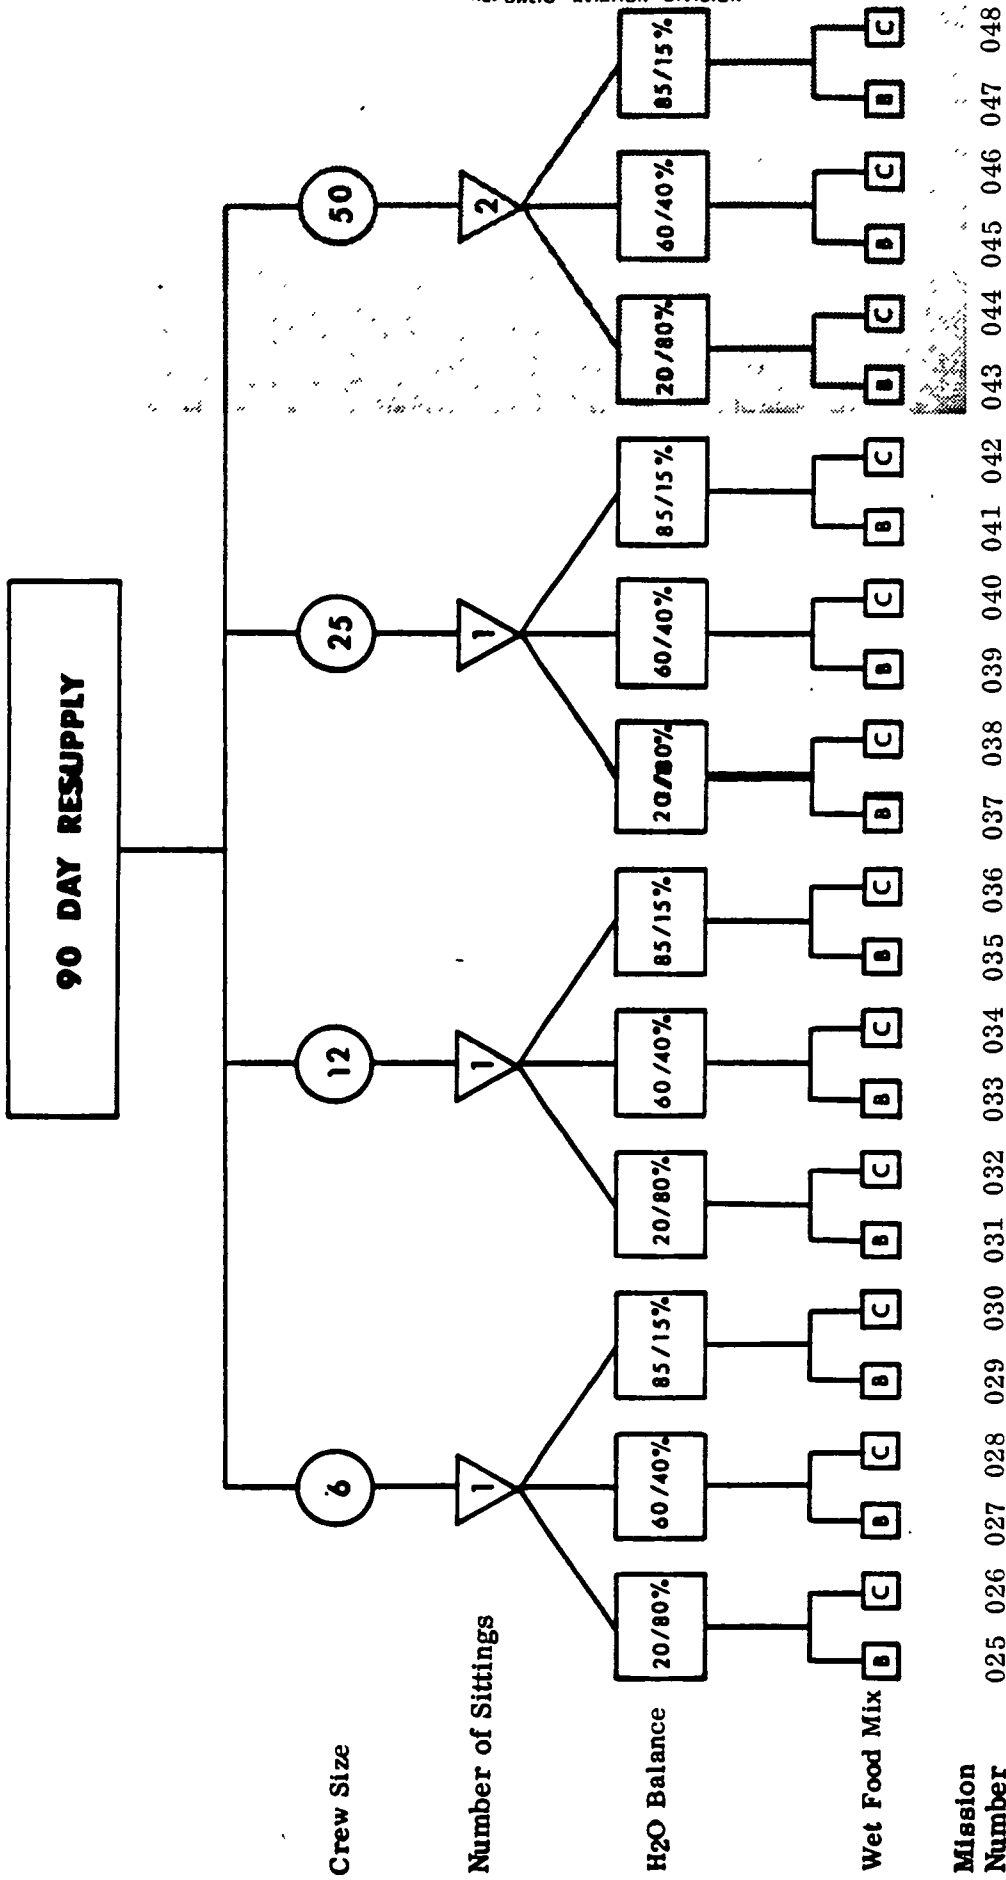 90 DAY RESUPPLY
Crew Size 6 12 25 50
Number of Sittings 1 1 1 2
H2O Balance 20/80% 60/40% 85/15% 20/80% 60/40% 85/15% 20/80% 60/40% 85/15% 20/80% 60/40% 85/15%
Wet Food Mix B C B C B C B C B C B C B C B C B C B C B C B C
Mission
Number 025 026 027 028 029 030 031 032 033 034 035 036 037 038 039 040 041 042 043 044 045 046 047 048